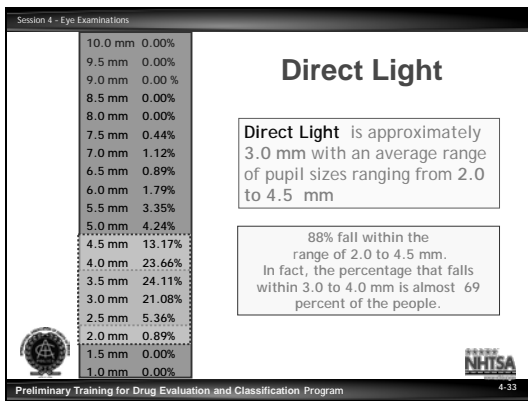 Session 4 - Eye Examinations
10.0 mm 0.00%
9.5 mm 0.00%
9.0 mm 0.00 %
8.5 mm 0.00%
8.0 mm 0.00%
7.5 mm 0.44%
7.0 mm 1.12%
6.5 mm 0.89%
6.0 mm 1.79%
5.5 mm 3.35%
5.0 mm 4.24%
4.5 mm 13.17%
4.0 mm 23.66%
3.5 mm 24.11%
3.0 mm 21.08%
2.5 mm 5.36%
2.0 mm 0.89%
1.5 mm 0.00%
1.0 mm 0.00%
Direct Light
Direct Light is approximately
3.0 mm with an average range
of pupil sizes ranging from 2.0
to 4.5 mm
88% fall within the
range of 2.0 to 4.5 mm.
In fact, the percentage that falls
within 3.0 to 4.0 mm is almost 69
percent of the people.
NHTSA
Preliminary Training for Drug Evaluation and Classification Program
4-33